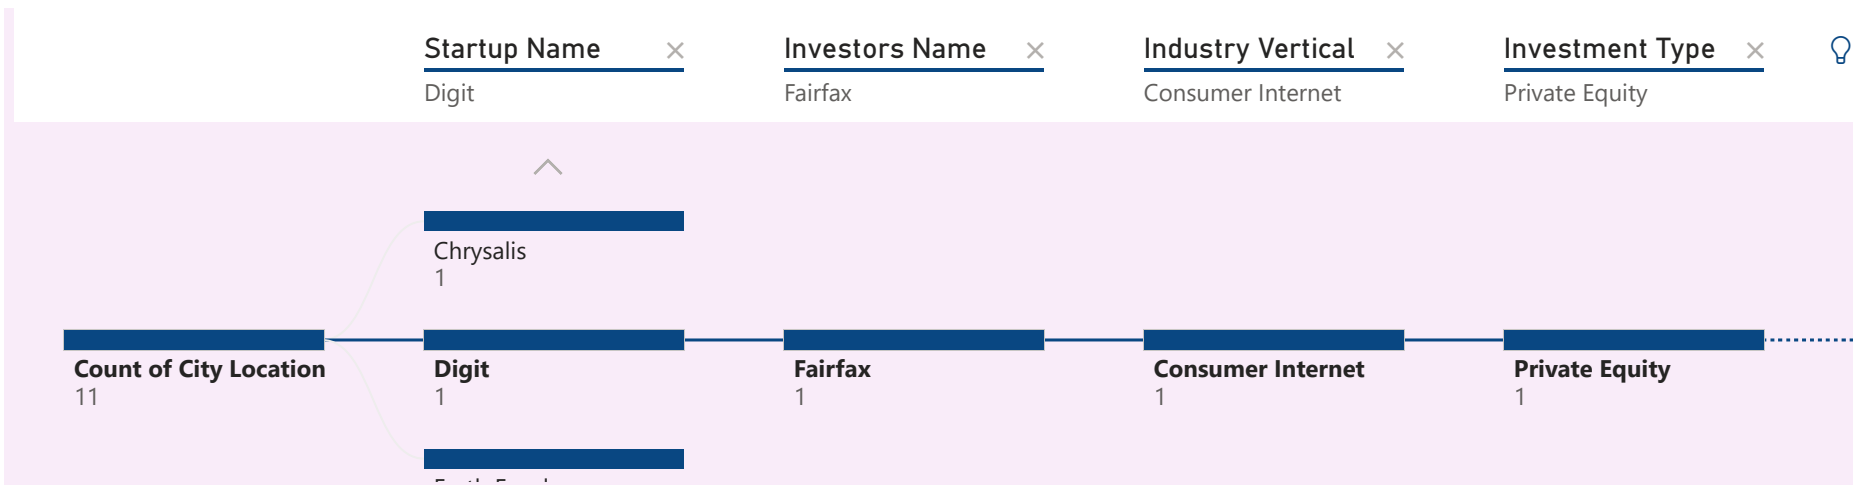 Startup Name
Investors Name
Industry Vertical
Investment Type
Digit
Fairfax
Consumer Internet
Private Equity
Chrysalis
1
Count of City Location
11
Digit
1
Fairfax
1
Consumer Internet
1
Private Equity
1